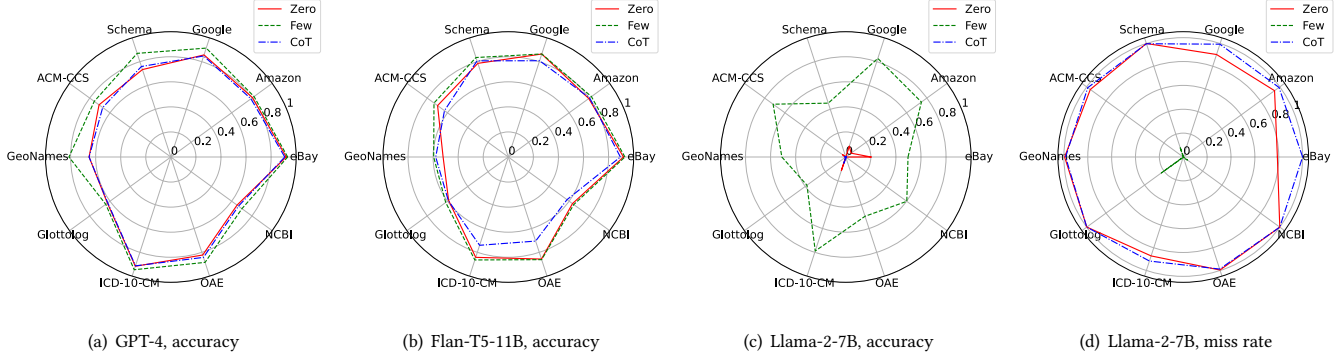 Zero
Few
CoT
Schema
Google
ACM-CCS
Amazon
GeoNames
eBay
Glottolog
NCBI
ICD-10-CM
OAE
0
0.2
0.4
0.6
0.8
1
(a) GPT-4, accuracy
Zero
Few
CoT
Schema
Google
ACM-CCS
Amazon
GeoNames
eBay
Glottolog
NCBI
ICD-10-CM
OAE
0
0.2
0.4
0.6
0.8
1
(b) Flan-T5-11B, accuracy
Zero
Few
CoT
Schema
Google
ACM-CCS
Amazon
GeoNames
eBay
Glottolog
NCBI
ICD-10-CM
OAE
0
0.2
0.4
0.6
0.8
1
(c) Llama-2-7B, accuracy
Zero
Few
CoT
Schema
Google
ACM-CCS
Amazon
GeoNames
eBay
Glottolog
NCBI
ICD-10-CM
OAE
0
0.2
0.4
0.6
0.8
1
(d) Llama-2-7B, miss rate